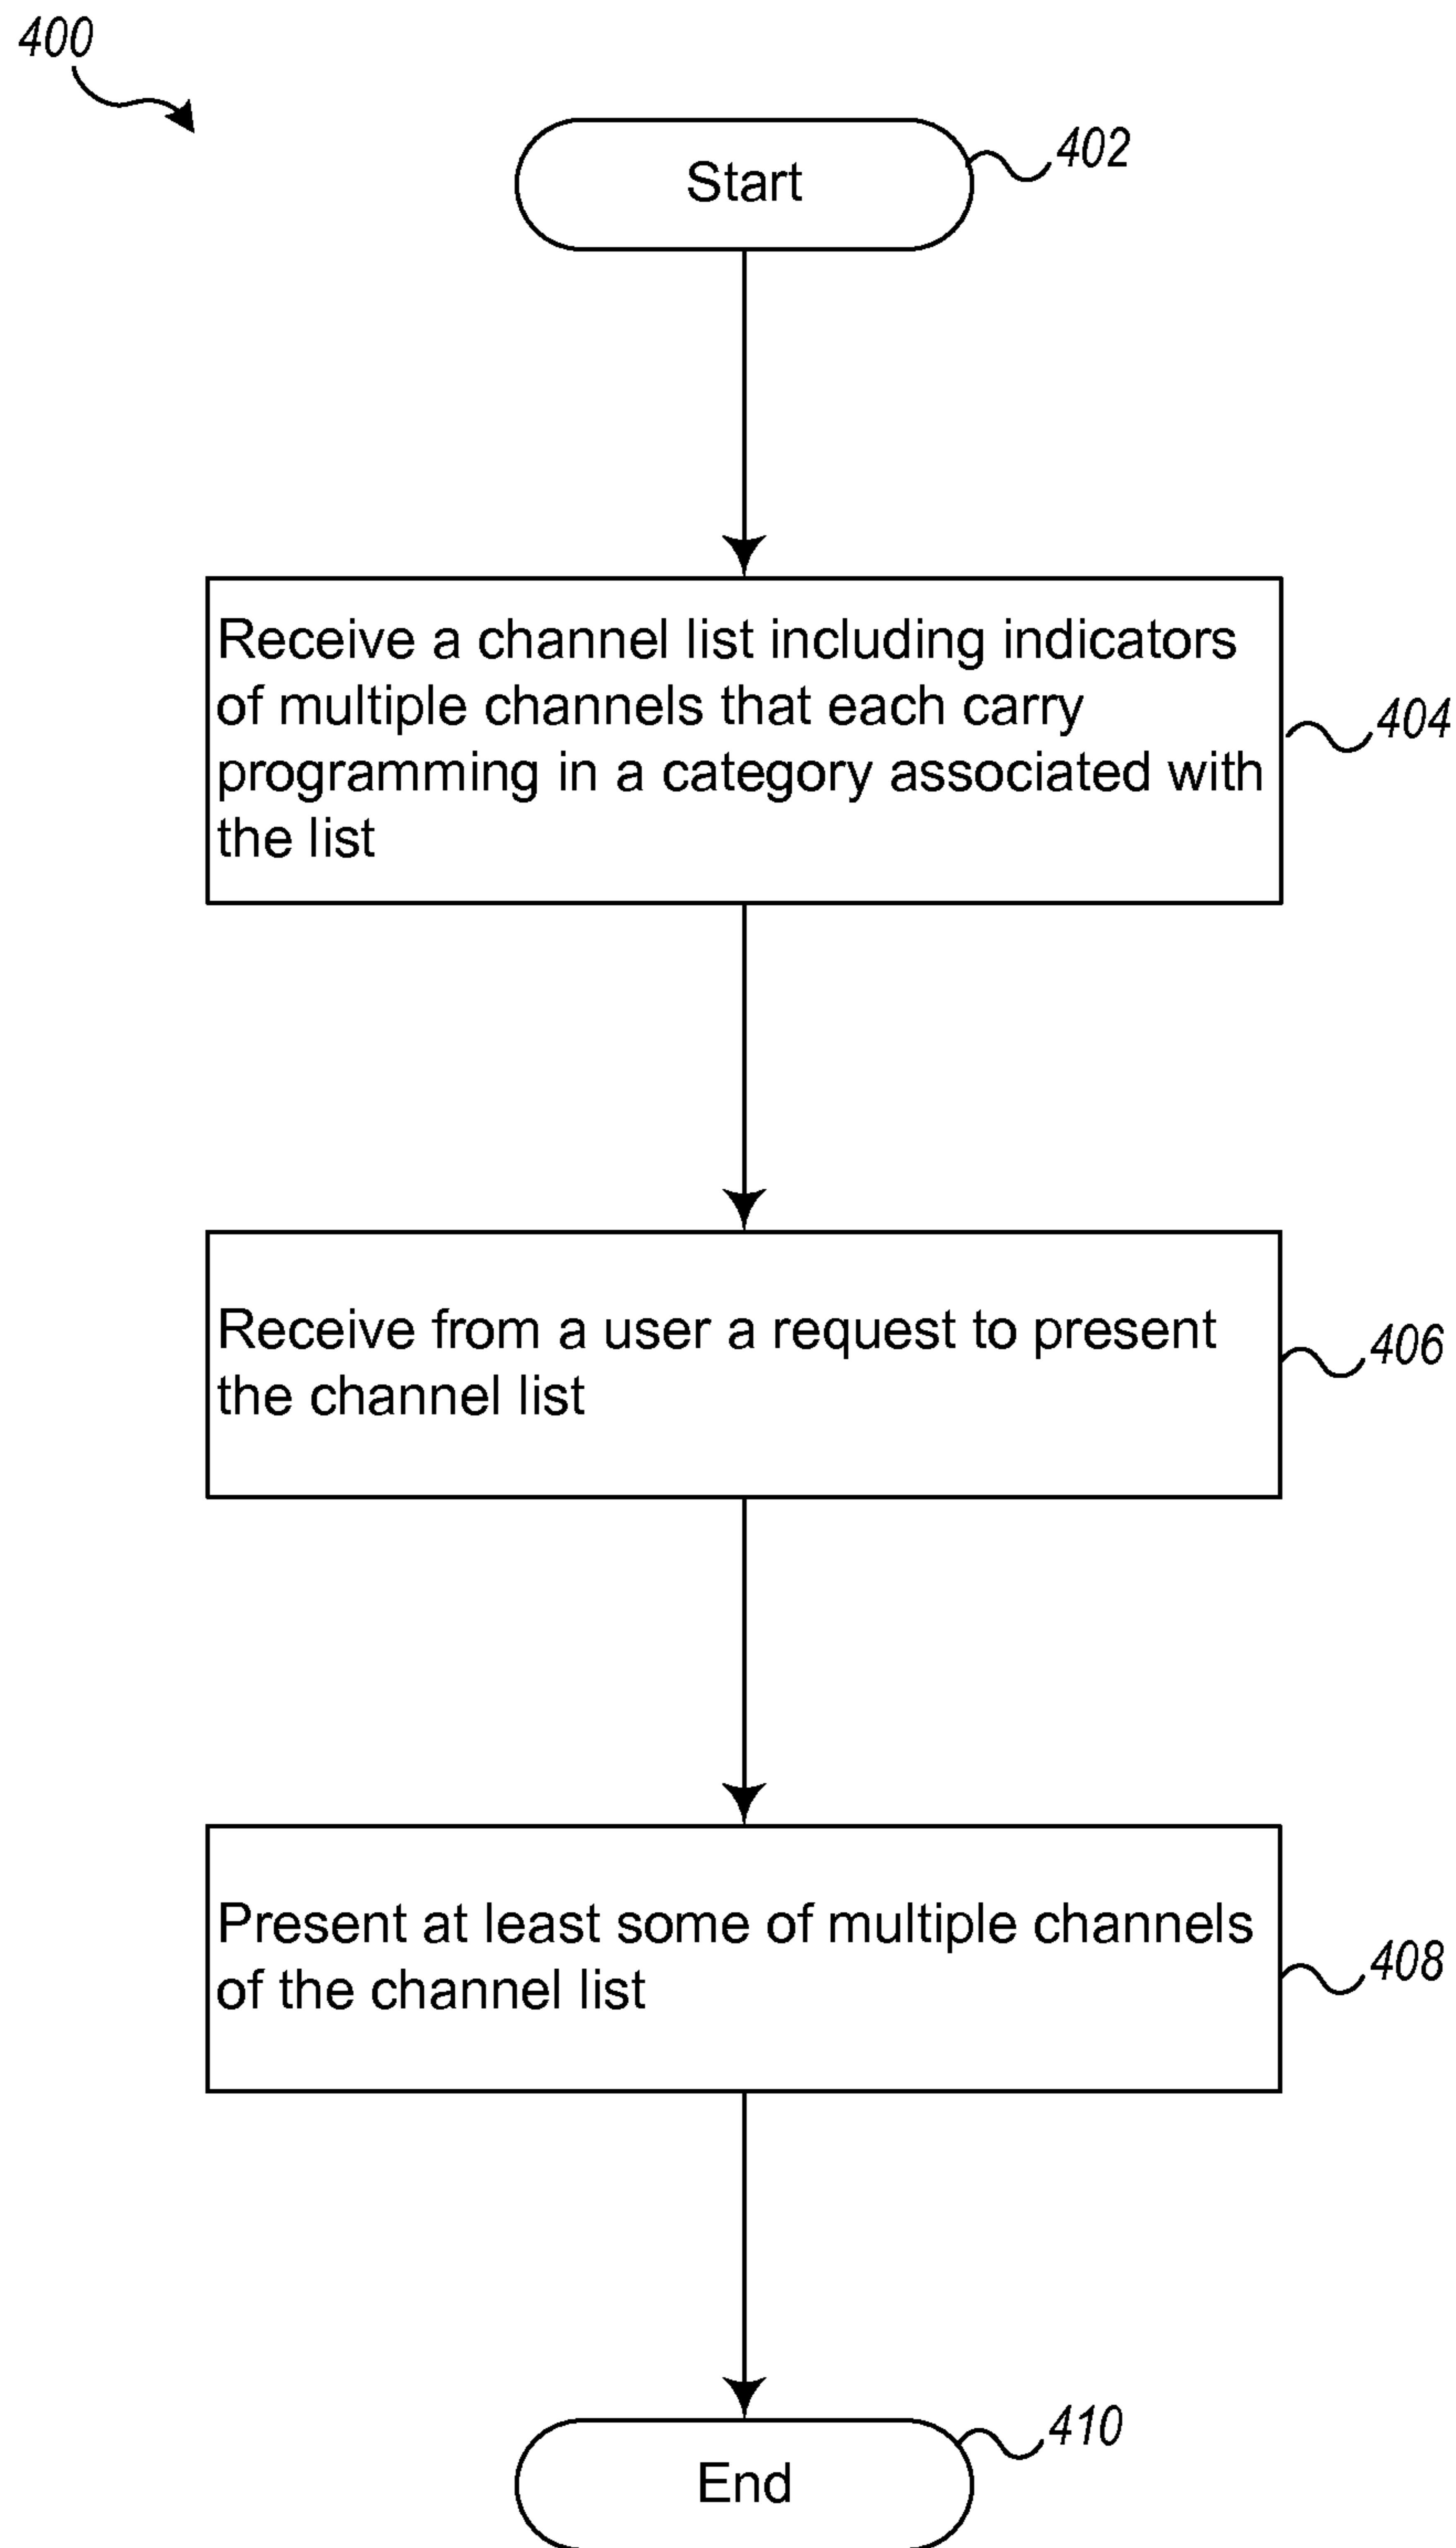 400
Start
402
Receive a channel list including indicators
of multiple channels that each carry
programming in a category associated with
the list
404
Receive from a user a request to present
the channel list
406
Present at least some of multiple channels
of the channel list
408
End
410